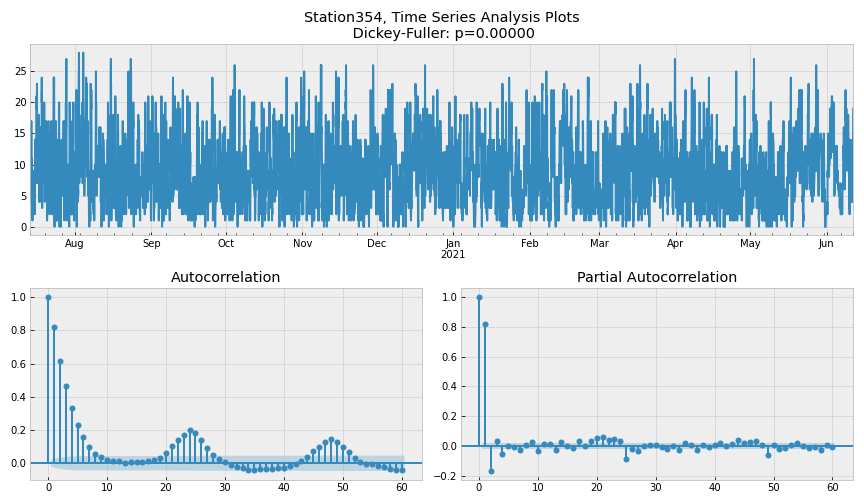 Station354, Time Series Analysis Plots
Dickey-Fuller: p=0.00000
25
20
15
10
5
0
Aug Sep Oct Nov Dec Jan Feb Mar Apr May Jun
2021
Autocorrelation
1.0
0.8
0.6
0.4
0.2
0.0
0 10 20 30 40 50 60
Partial Autocorrelation
1.0
0.8
0.6
0.4
0.2
0.0
−0.2
0 10 20 30 40 50 60